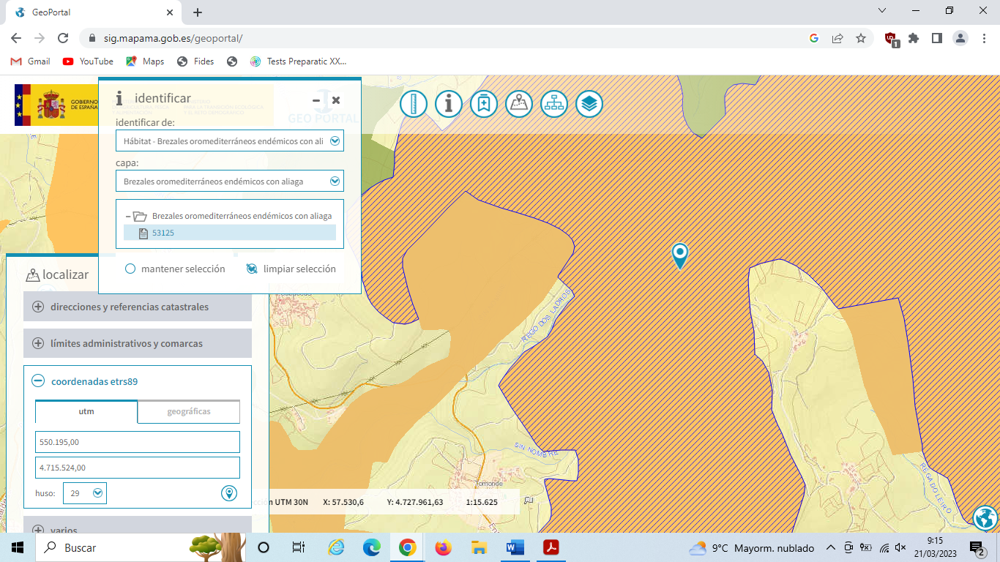 GeoPortal
sig.mapama.gob.es/geoportal/
1
Gmail
YouTube
Maps
Fides
Tests Preparatic XX...
GOBIERNO
DE ESPAÑA
GEO PORTAL
identificar
identificar de:
Hábitat - Brezales oromediterráneos endémicos con ali
capa:
Brezales oromediterráneos endémicos con aliaga
Brezales oromediterráneos endémicos con aliaga
53125
mantener selección
limpiar selección
localizar
direcciones y referencias catastrales
límites administrativos y comarcas
coordenadas etrs89
utm
geográficas
550.195,00
4.715.524,00
huso:
29
varios
REGO DOS LADROS
SIN NOMBRE
Tomonde
REGA DO LEIRO
UTM 30N
X: 57.530,6
Y: 4.727.961,63
1:15.625
Buscar
9°C Mayorm. nublado
9:15
21/03/2023
2